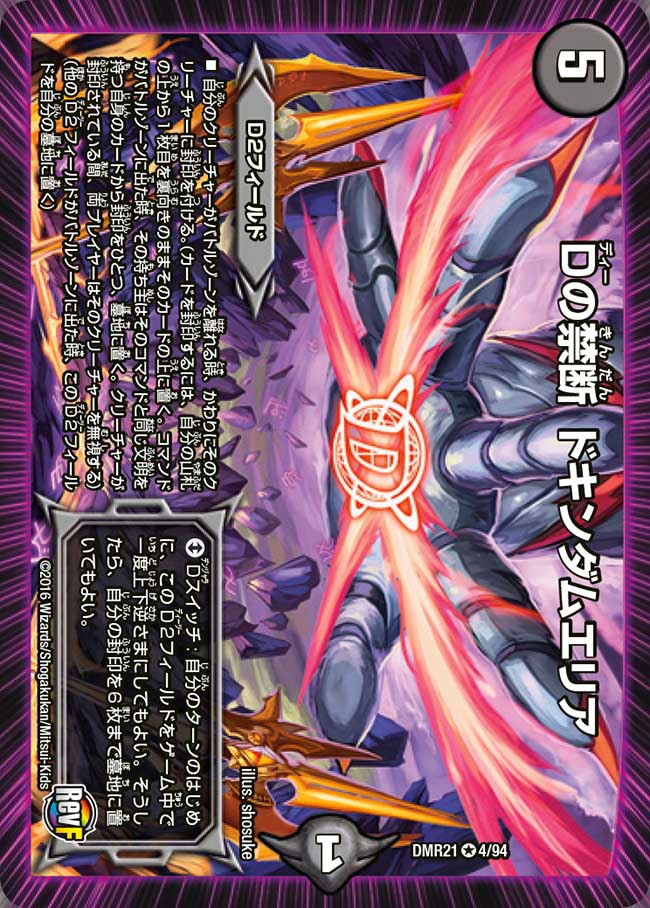 5
Dの禁断 ドキンダムエリア
D2フィールド
■ 自分のクリーチャーがバトルゾーンを離れる時、かわりにそのク
リーチャーに封印を付ける。(カードを封印するには、自分の山札
の上から1枚目を裏向きのままそのカードの上に置く。コマンド
がバトルゾーンに出た時、その持ち主はそのコマンドと同じ文明を
持つ自身のカードから封印をひとつ、墓地に置く。クリーチャーが
封印されている間、両プレイヤーはそのクリーチャーを無視する)
(他のD2フィールドがバトルゾーンに出た時、このD2フィール
ドを自分の墓地に置く)
Dスイッチ:自分のターンのはじめ
に、このD2フィールドをゲーム中で
一度上下逆さまにしてもよい。そうし
たら、自分の封印を6枚まで墓地に置
いてもよい。
D
illus. shosuke
©2016 Wizards/Shogakukan/Mitsui-Kids
RevF
1
DMR21 ✪ 4/94